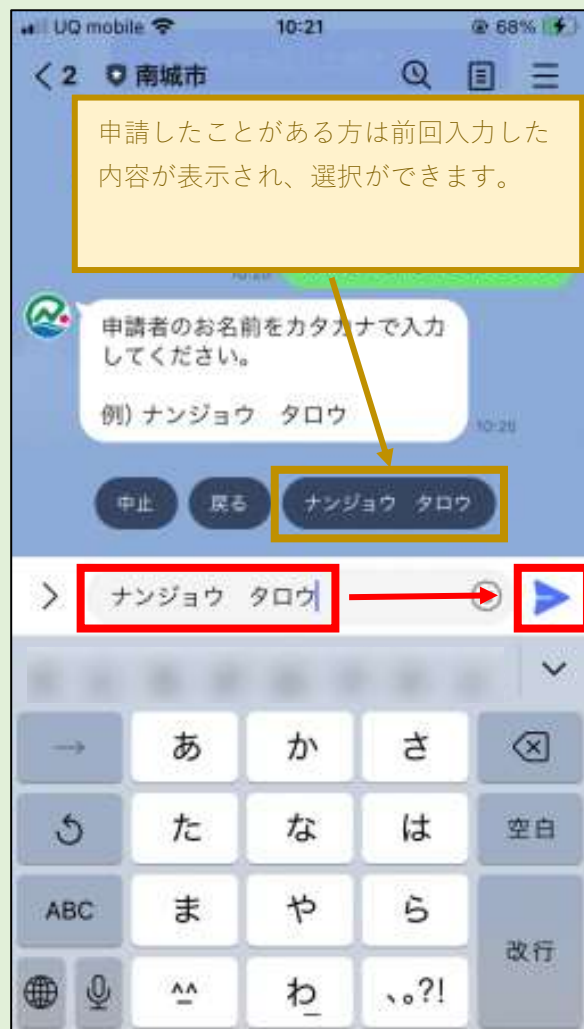 UQ mobile 10:21 68%
2 南城市
申請したことがある方は前回入力した
内容が表示され、選択ができます。
申請者のお名前をカタカナで入力
してください。
例) ナンジョウ　タロウ
10:26
中止 戻る ナンジョウ　タロウ
ナンジョウ　タロウ
→ あ か さ
た な は 空白
ABC ま や ら
改行
^^ わ 、。?!